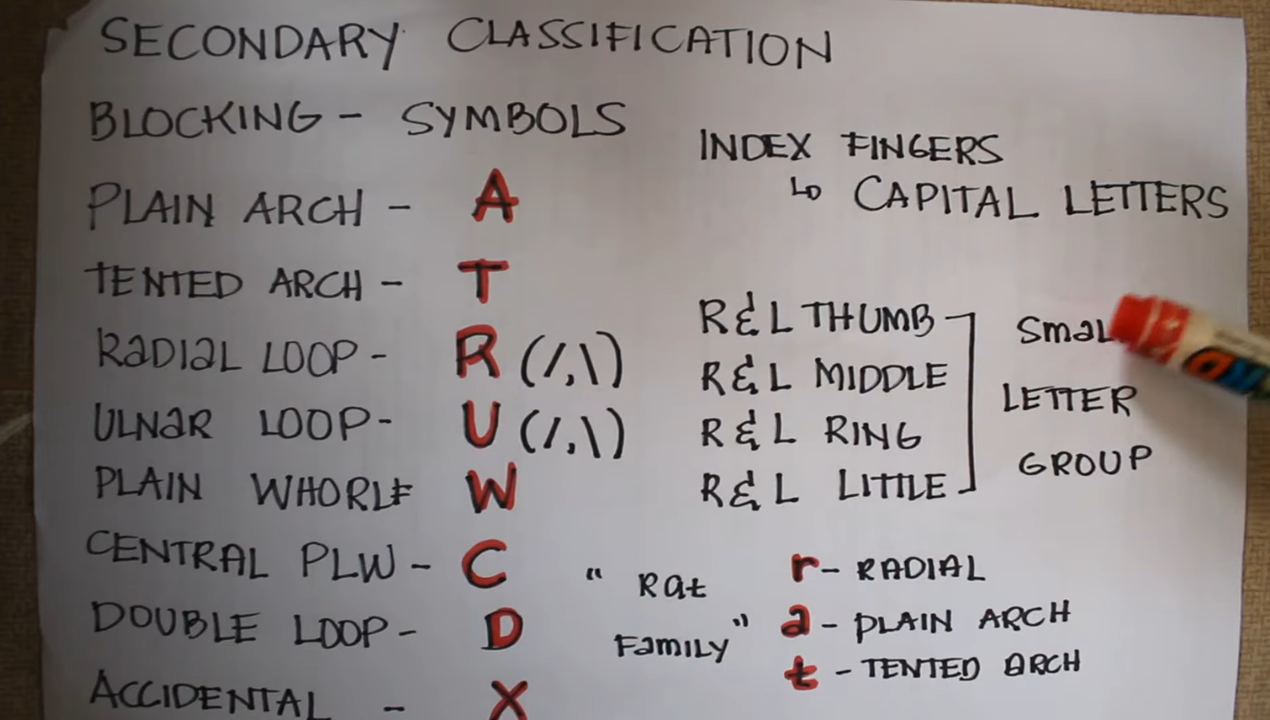 SECONDARY CLASSIFICATION
BLOCKING - SYMBOLS
PLAIN ARCH - A
TENTED ARCH - T
RADIAL LOOP - R (/,\)
ULNAR LOOP- U (/,\)
PLAIN WHORL- W
CENTRAL PLW - C
DOUBLE LOOP - D
ACCIDENTAL - X
INDEX FINGERS
↳ CAPITAL LETTERS
R & L THUMB
R & L MIDDLE
R & L RING
R & L LITTLE
LETTER
GROUP
" Rat
Family "
r - RADIAL
a - PLAIN ARCH
t - TENTED ARCH